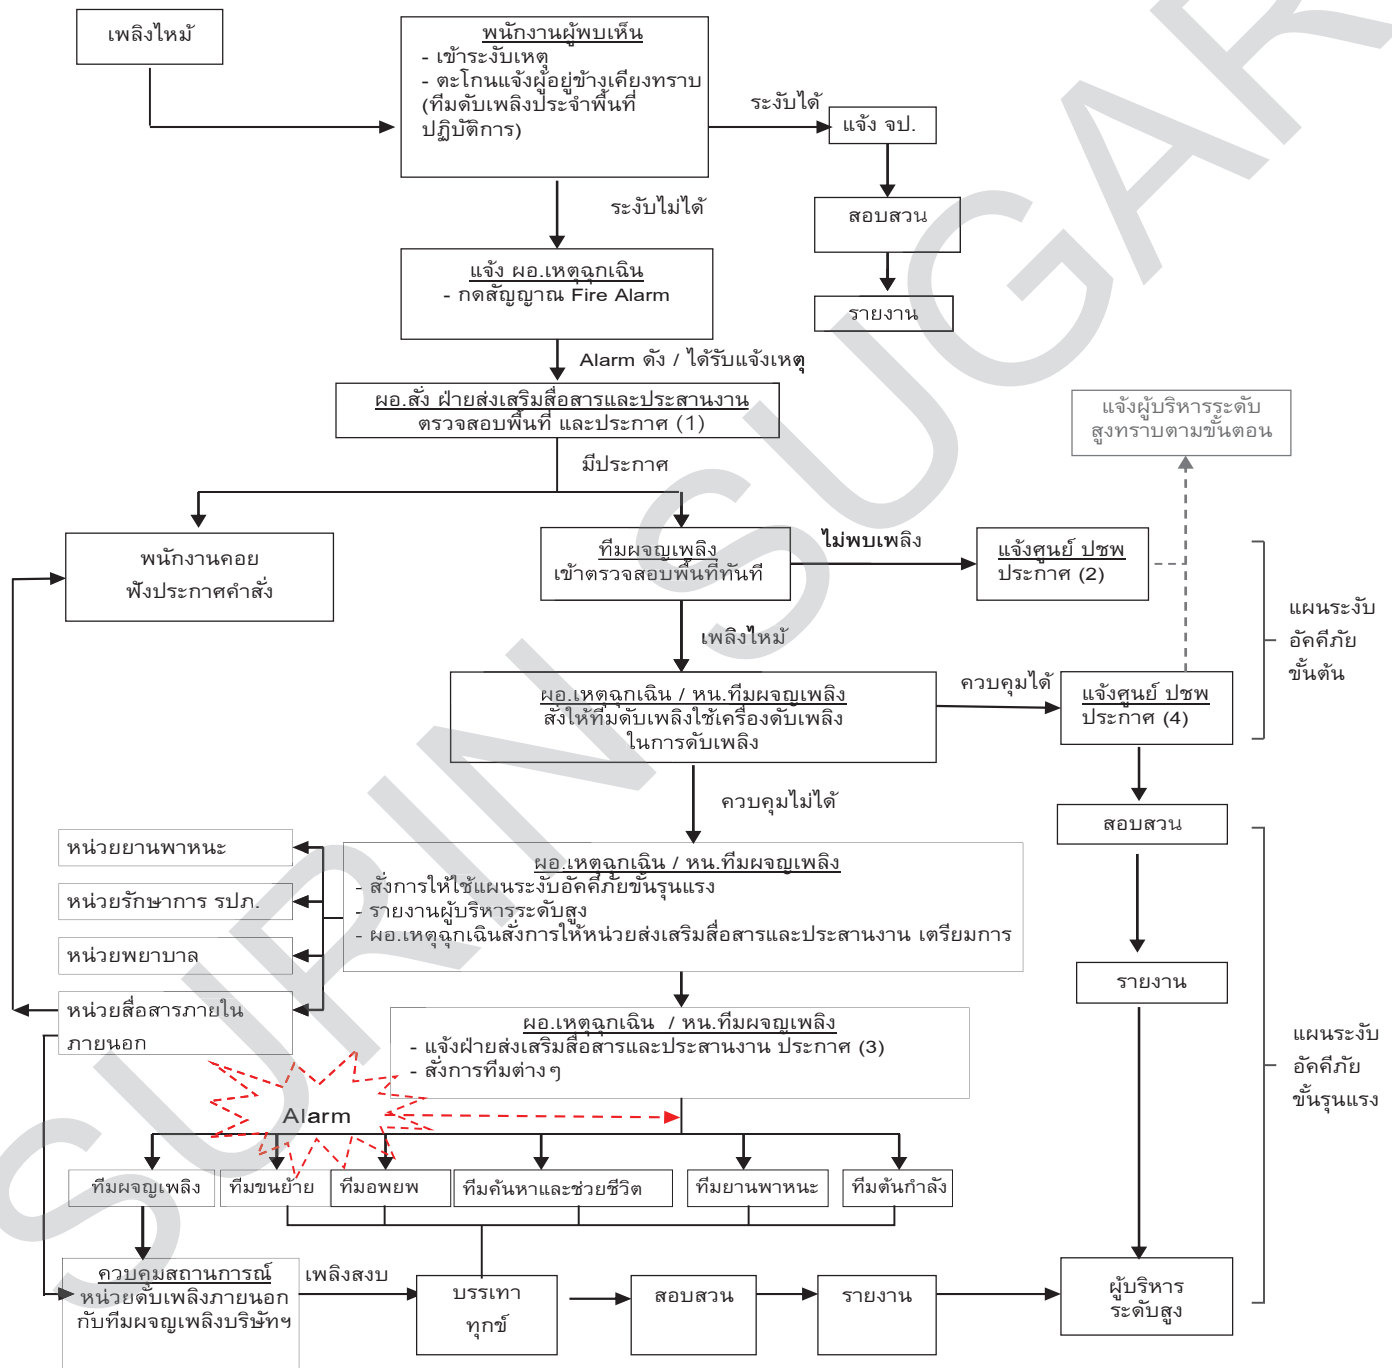 เพลิงไหม้
พนักงานผู้พบเห็น
- เข้าระงับเหตุ
- ตะโกนแจ้งผู้อยู่ข้างเคียงทราบ
(ทีมดับเพลิงประจำพื้นที่
ปฏิบัติการ)
ระงับได้
แจ้ง จป.
สอบสวน
รายงาน
ระงับไม่ได้
แจ้ง ผอ.เหตุฉุกเฉิน
- กดสัญญาณ Fire Alarm
Alarm ดัง / ได้รับแจ้งเหตุ
ผอ.สั่ง ฝ่ายส่งเสริมสื่อสารและประสานงาน
ตรวจสอบพื้นที่ และประกาศ (1)
แจ้งผู้บริหารระดับ
สูงทราบตามขั้นตอน
มีประกาศ
พนักงานคอย
ฟังประกาศคำสั่ง
ทีมผจญเพลิง
เข้าตรวจสอบพื้นที่ทันที
ไม่พบเพลิง
แจ้งศูนย์ ปชพ
ประกาศ (2)
แผนระงับ
อัคคีภัย
ขั้นต้น
เพลิงไหม้
ผอ.เหตุฉุกเฉิน / หน.ทีมผจญเพลิง
สั่งให้ทีมดับเพลิงใช้เครื่องดับเพลิง
ในการดับเพลิง
ควบคุมได้
แจ้งศูนย์ ปชพ
ประกาศ (4)
ควบคุมไม่ได้
สอบสวน
หน่วยยานพาหนะ
หน่วยรักษาการ รปภ.
หน่วยพยาบาล
หน่วยสื่อสารภายใน
ภายนอก
ผอ.เหตุฉุกเฉิน / หน.ทีมผจญเพลิง
- สั่งการให้ใช้แผนระงับอัคคีภัยขั้นรุนแรง
- รายงานผู้บริหารระดับสูง
- ผอ.เหตุฉุกเฉินสั่งการให้หน่วยส่งเสริมสื่อสารและประสานงาน เตรียมการ
รายงาน
ผอ.เหตุฉุกเฉิน / หน.ทีมผจญเพลิง
- แจ้งฝ่ายส่งเสริมสื่อสารและประสานงาน ประกาศ (3)
- สั่งการทีมต่างๆ
แผนระงับ
อัคคีภัย
ขั้นรุนแรง
Alarm
ทีมผจญเพลิง
ทีมขนย้าย
ทีมอพยพ
ทีมค้นหาและช่วยชีวิต
ทีมยานพาหนะ
ทีมต้นกำลัง
ควบคุมสถานการณ์
หน่วยดับเพลิงภายนอก
กับทีมผจญเพลิงบริษัทฯ
เพลิงสงบ
บรรเทา
ทุกข์
สอบสวน
รายงาน
ผู้บริหาร
ระดับสูง
SURIN SUGAR